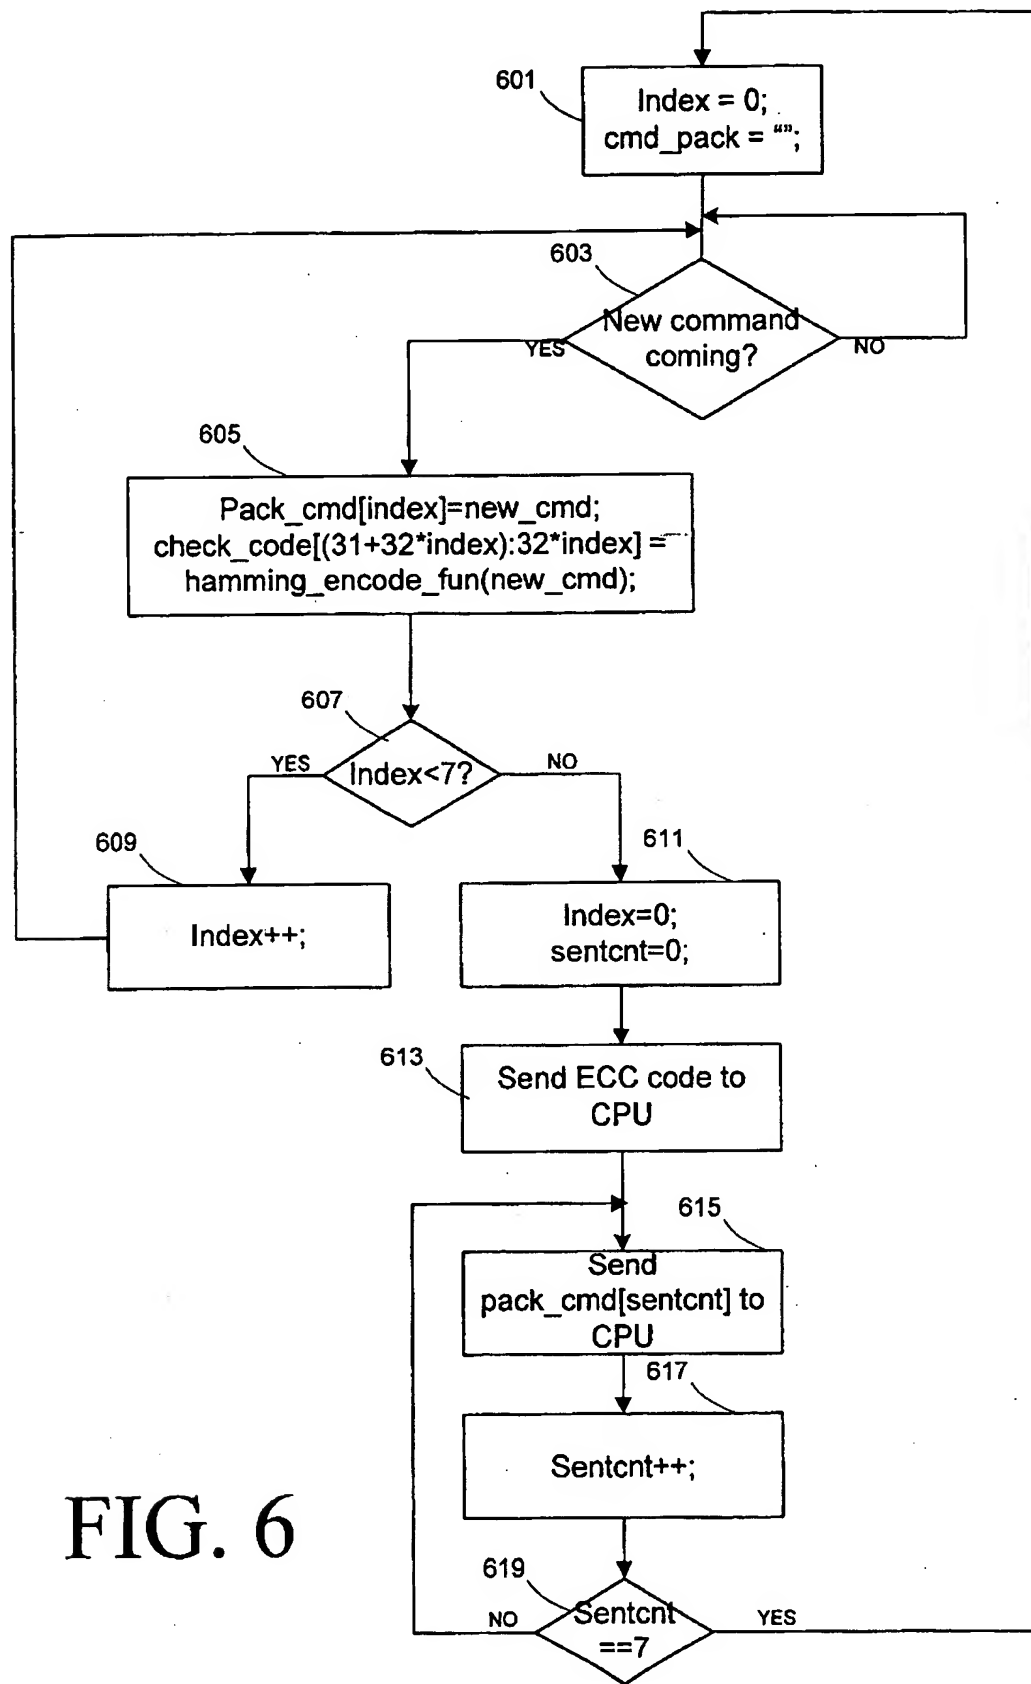 601
Index = 0;
cmd_pack = “”;
603
New command
coming?
YES
NO
605
Pack_cmd[index]=new_cmd;
check_code[(31+32*index):32*index] =
hamming_encode_fun(new_cmd);
607
Index<7?
YES
NO
609
Index++;
611
Index=0;
sentcnt=0;
613
Send ECC code to
CPU
615
Send
pack_cmd[sentcnt] to
CPU
617
Sentcnt++;
619
Sentcnt
==7
NO
YES
FIG. 6